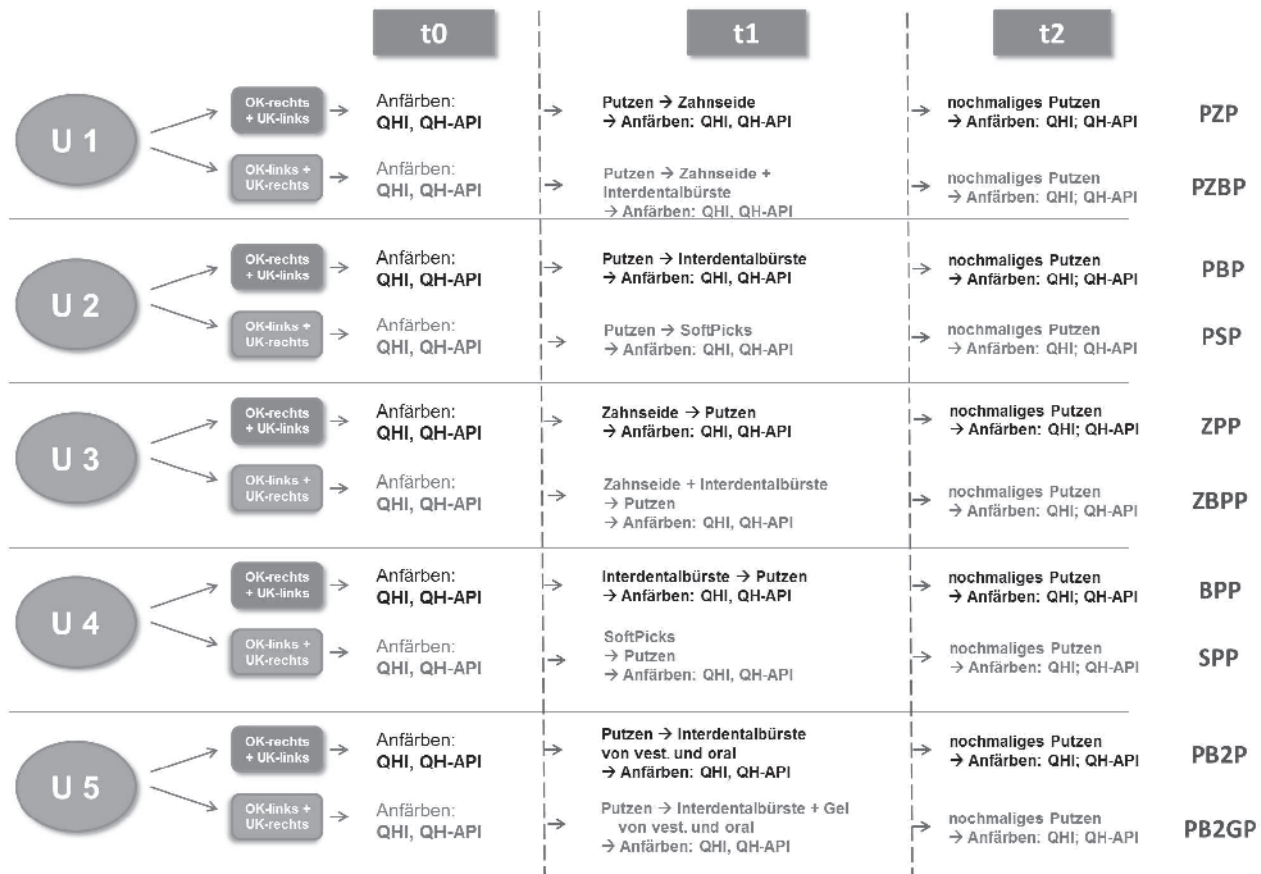 t0
t1
t2
U 1
OK-rechts
+ UK-links
Anfärben:
QHI, QH-API
Putzen → Zahnseide
→ Anfärben: QHI, QH-API
nochmaliges Putzen
→ Anfärben: QHI; QH-API
PZP
OK-links +
UK-rechts
Anfärben:
QHI, QH-API
Putzen → Zahnseide +
Interdentalbürste
→ Anfärben: QHI, QH-API
nochmaliges Putzen
→ Anfärben: QHI; QH-API
PZBP
U 2
OK-rechts
+ UK-links
Anfärben:
QHI, QH-API
Putzen → Interdentalbürste
→ Anfärben: QHI, QH-API
nochmaliges Putzen
→ Anfärben: QHI; QH-API
PBP
OK-links +
UK-rechts
Anfärben:
QHI, QH-API
Putzen → SoftPicks
→ Anfärben: QHI, QH-API
nochmaliges Putzen
→ Anfärben: QHI; QH-API
PSP
U 3
OK-rechts
+ UK-links
Anfärben:
QHI, QH-API
Zahnseide → Putzen
→ Anfärben: QHI, QH-API
nochmaliges Putzen
→ Anfärben: QHI; QH-API
ZPP
OK-links +
UK-rechts
Anfärben:
QHI, QH-API
Zahnseide + Interdentalbürste
→ Putzen
→ Anfärben: QHI, QH-API
nochmaliges Putzen
→ Anfärben: QHI; QH-API
ZBPP
U 4
OK-rechts
+ UK-links
Anfärben:
QHI, QH-API
Interdentalbürste → Putzen
→ Anfärben: QHI, QH-API
nochmaliges Putzen
→ Anfärben: QHI; QH-API
BPP
OK-links +
UK-rechts
Anfärben:
QHI, QH-API
SoftPicks
→ Putzen
→ Anfärben: QHI, QH-API
nochmaliges Putzen
→ Anfärben: QHI; QH-API
SPP
U 5
OK-rechts
+ UK-links
Anfärben:
QHI, QH-API
Putzen → Interdentalbürste
von vest. und oral
→ Anfärben: QHI, QH-API
nochmaliges Putzen
→ Anfärben: QHI; QH-API
PB2P
OK-links +
UK-rechts
Anfärben:
QHI, QH-API
Putzen → Interdentalbürste + Gel
von vest. und oral
→ Anfärben: QHI, QH-API
nochmaliges Putzen
→ Anfärben: QHI; QH-API
PB2GP